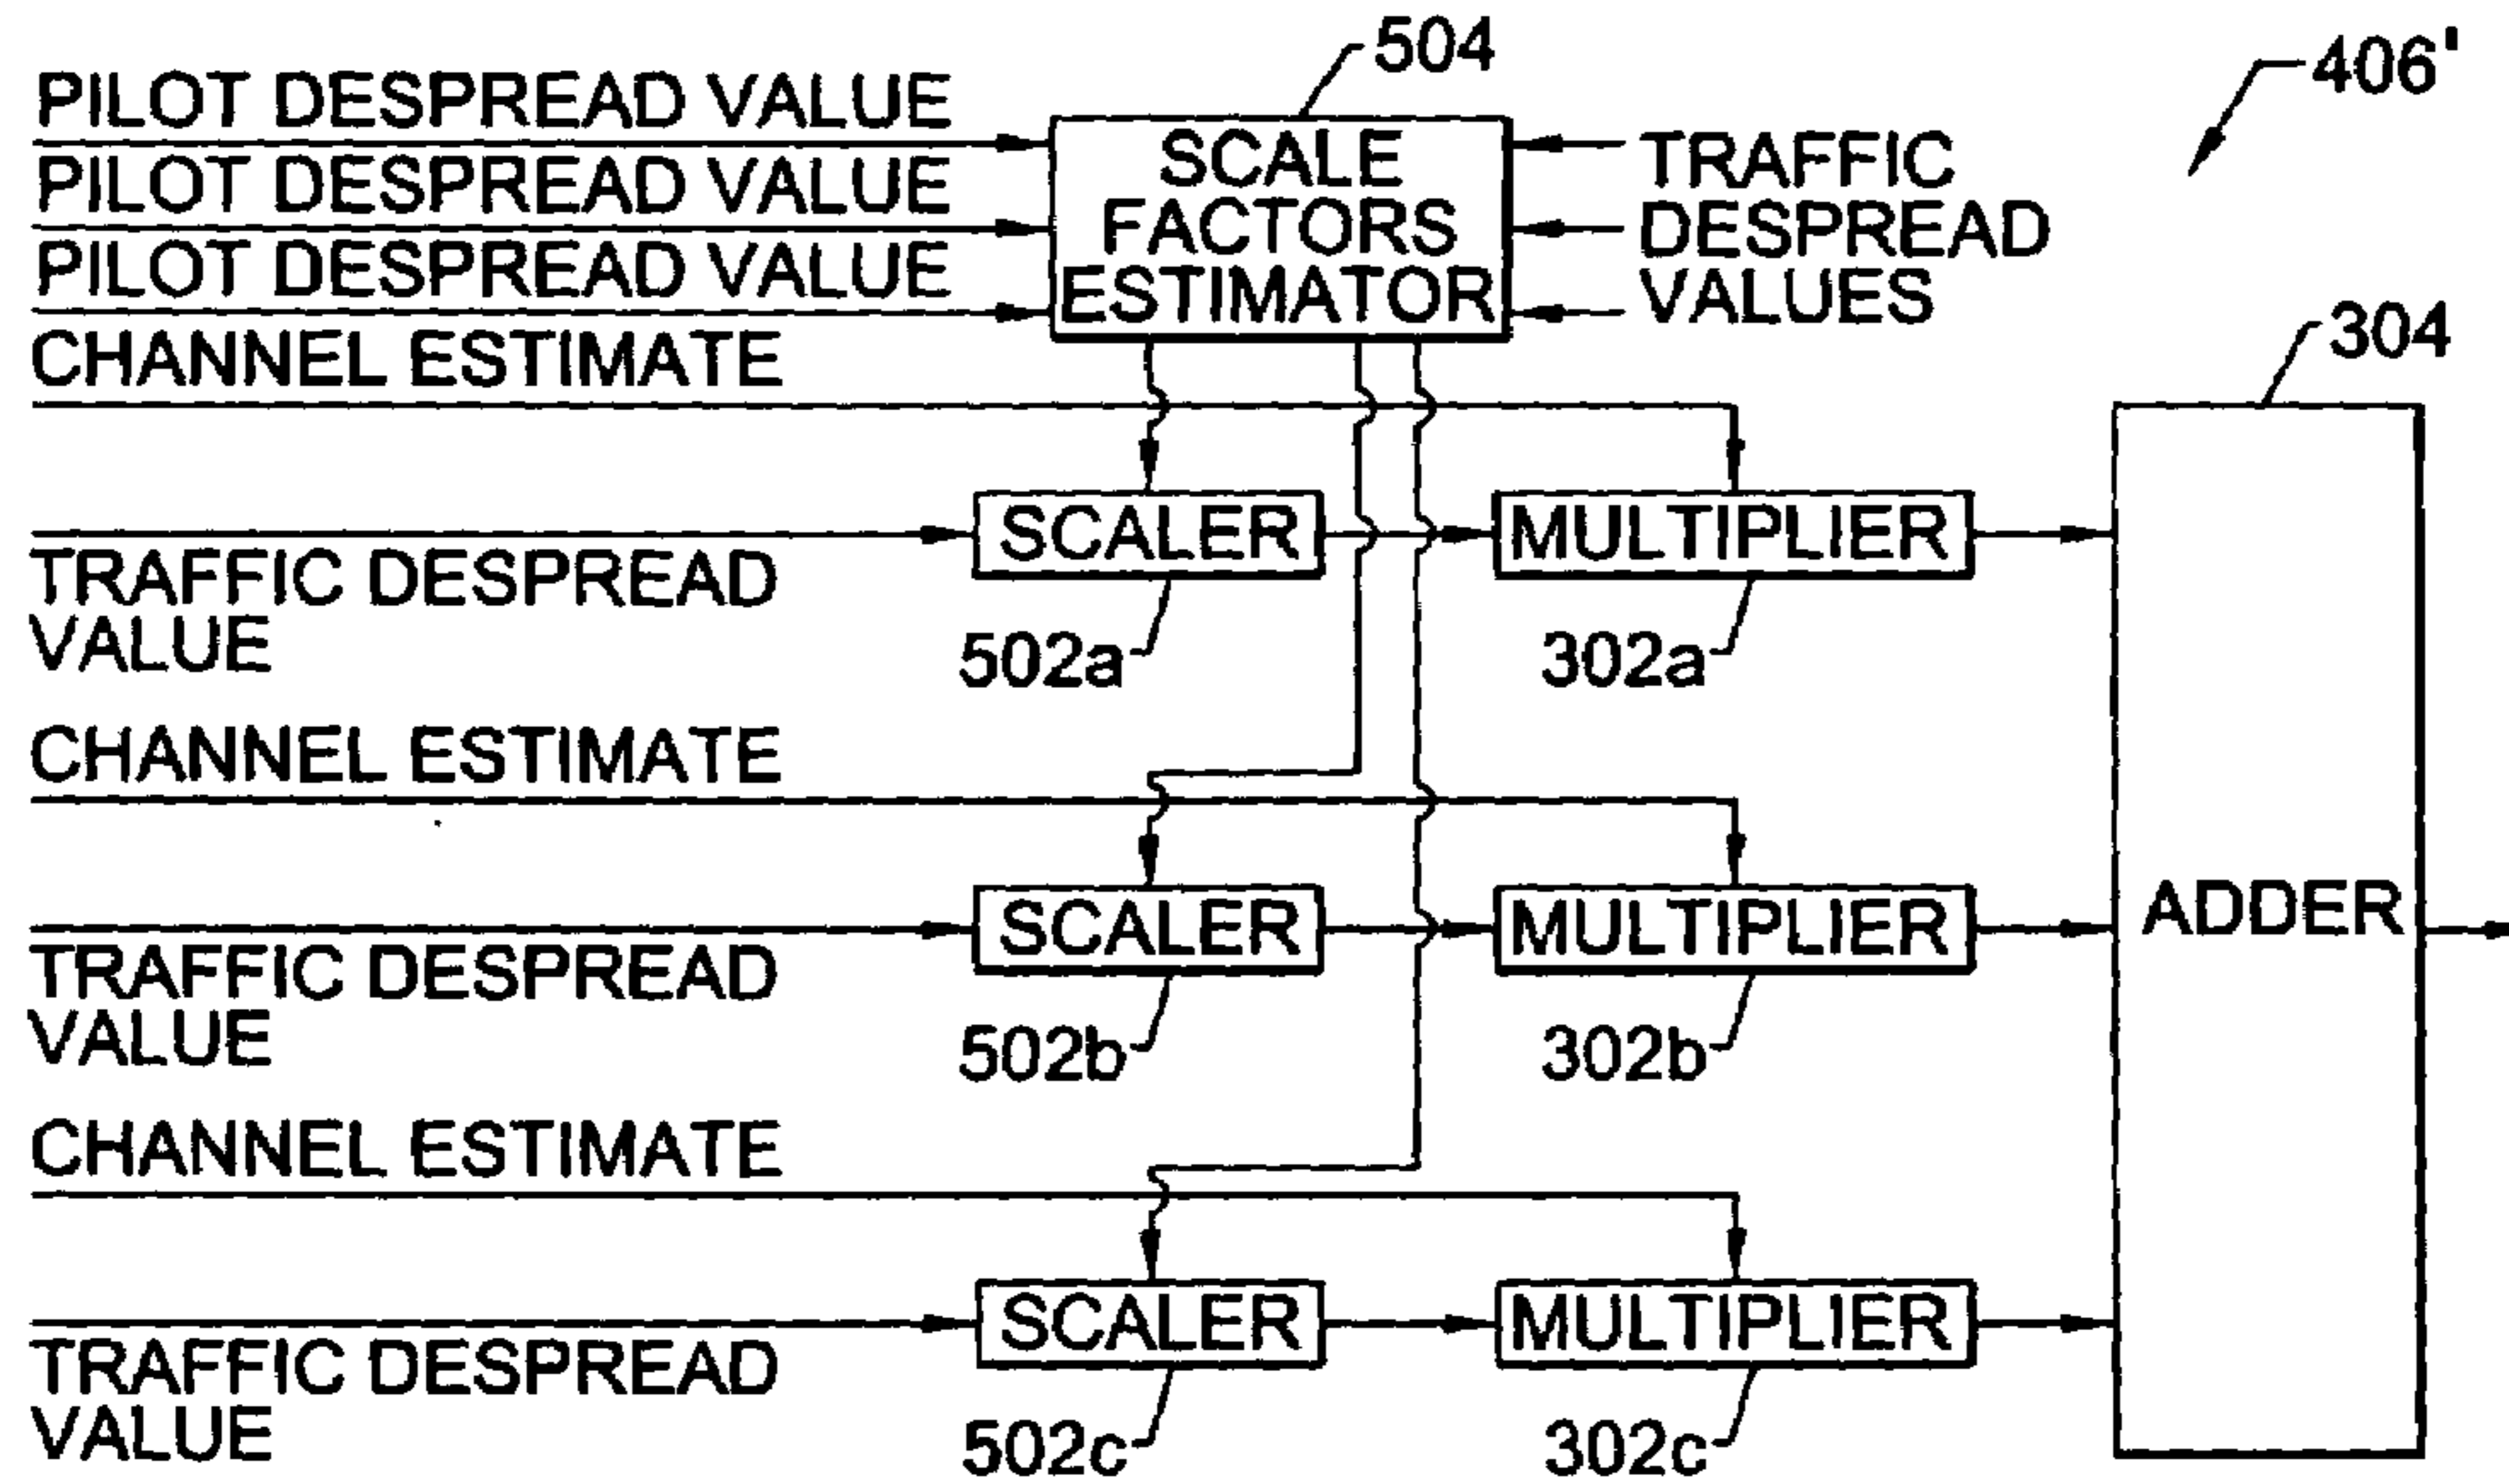 504
406'
PILOT DESPREAD VALUE
PILOT DESPREAD VALUE
PILOT DESPREAD VALUE
SCALE
FACTORS
ESTIMATOR
TRAFFIC
DESPREAD
VALUES
304
CHANNEL ESTIMATE
SCALER
MULTIPLIER
TRAFFIC DESPREAD
VALUE
502a
302a
CHANNEL ESTIMATE
SCALER
MULTIPLIER
ADDER
TRAFFIC DESPREAD
VALUE
502b
302b
CHANNEL ESTIMATE
SCALER
MULTIPLIER
TRAFFIC DESPREAD
VALUE
502c
302c